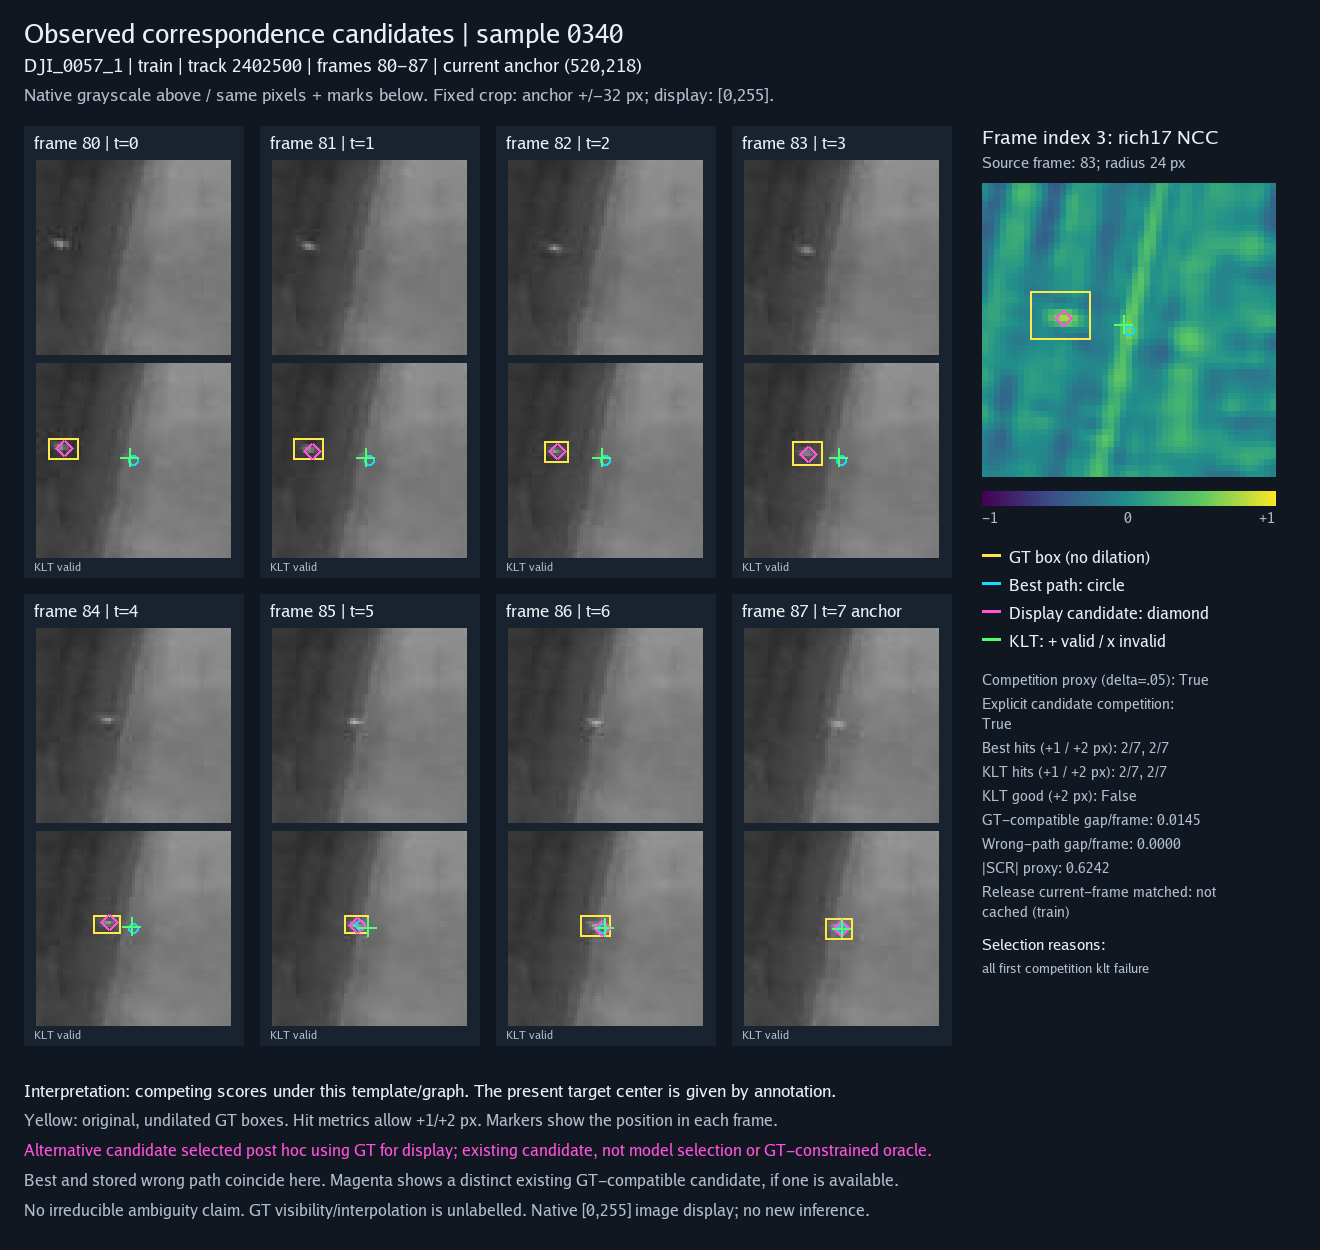 Observed correspondence candidates | sample 0340
DJI_0057_1 | train | track 2402500 | frames 80–87 | current anchor (520,218)
Native grayscale above / same pixels + marks below. Fixed crop: anchor +/−32 px; display: [0,255].
frame 80 | t=0
frame 81 | t=1
frame 82 | t=2
frame 83 | t=3
Frame index 3: rich17 NCC
Source frame: 83; radius 24 px
KLT valid
KLT valid
KLT valid
KLT valid
−1
0
+1
GT box (no dilation)
Best path: circle
Display candidate: diamond
KLT: + valid / x invalid
frame 84 | t=4
frame 85 | t=5
frame 86 | t=6
frame 87 | t=7 anchor
KLT valid
KLT valid
KLT valid
KLT valid
Competition proxy (delta=.05): True
Explicit candidate competition:
True
Best hits (+1 / +2 px): 2/7, 2/7
KLT hits (+1 / +2 px): 2/7, 2/7
KLT good (+2 px): False
GT−compatible gap/frame: 0.0145
Wrong−path gap/frame: 0.0000
|SCR| proxy: 0.6242
Release current−frame matched: not
cached (train)
Selection reasons:
all first competition klt failure
Interpretation: competing scores under this template/graph. The present target center is given by annotation.
Yellow: original, undilated GT boxes. Hit metrics allow +1/+2 px. Markers show the position in each frame.
Alternative candidate selected post hoc using GT for display; existing candidate, not model selection or GT−constrained oracle.
Best and stored wrong path coincide here. Magenta shows a distinct existing GT−compatible candidate, if one is available.
No irreducible ambiguity claim. GT visibility/interpolation is unlabelled. Native [0,255] image display; no new inference.